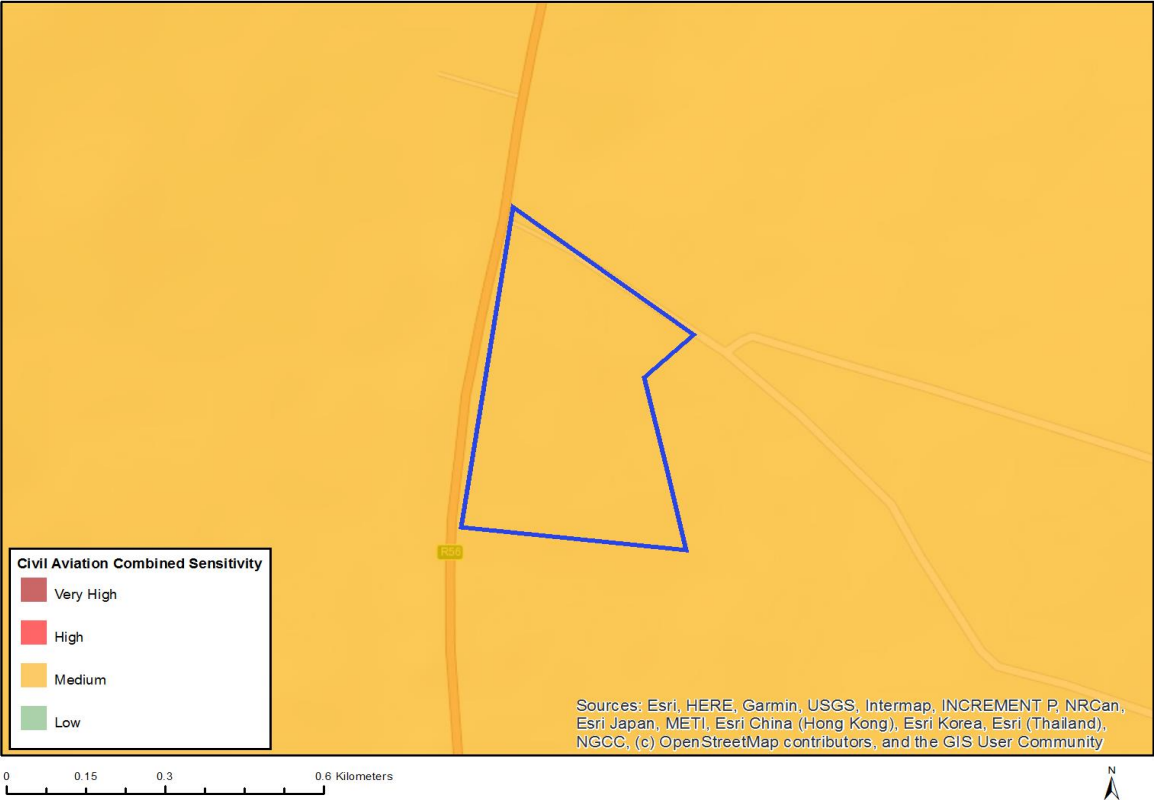 R56
Civil Aviation Combined Sensitivity
Very High
High
Medium
Low
Sources: Esri, HERE, Garmin, USGS, Intermap, INCREMENT P, NRCan,
Esri Japan, METI, Esri China (Hong Kong), Esri Korea, Esri (Thailand),
NGCC, (c) OpenStreetMap contributors, and the GIS User Community
0 0.15 0.3 0.6 Kilometers
N